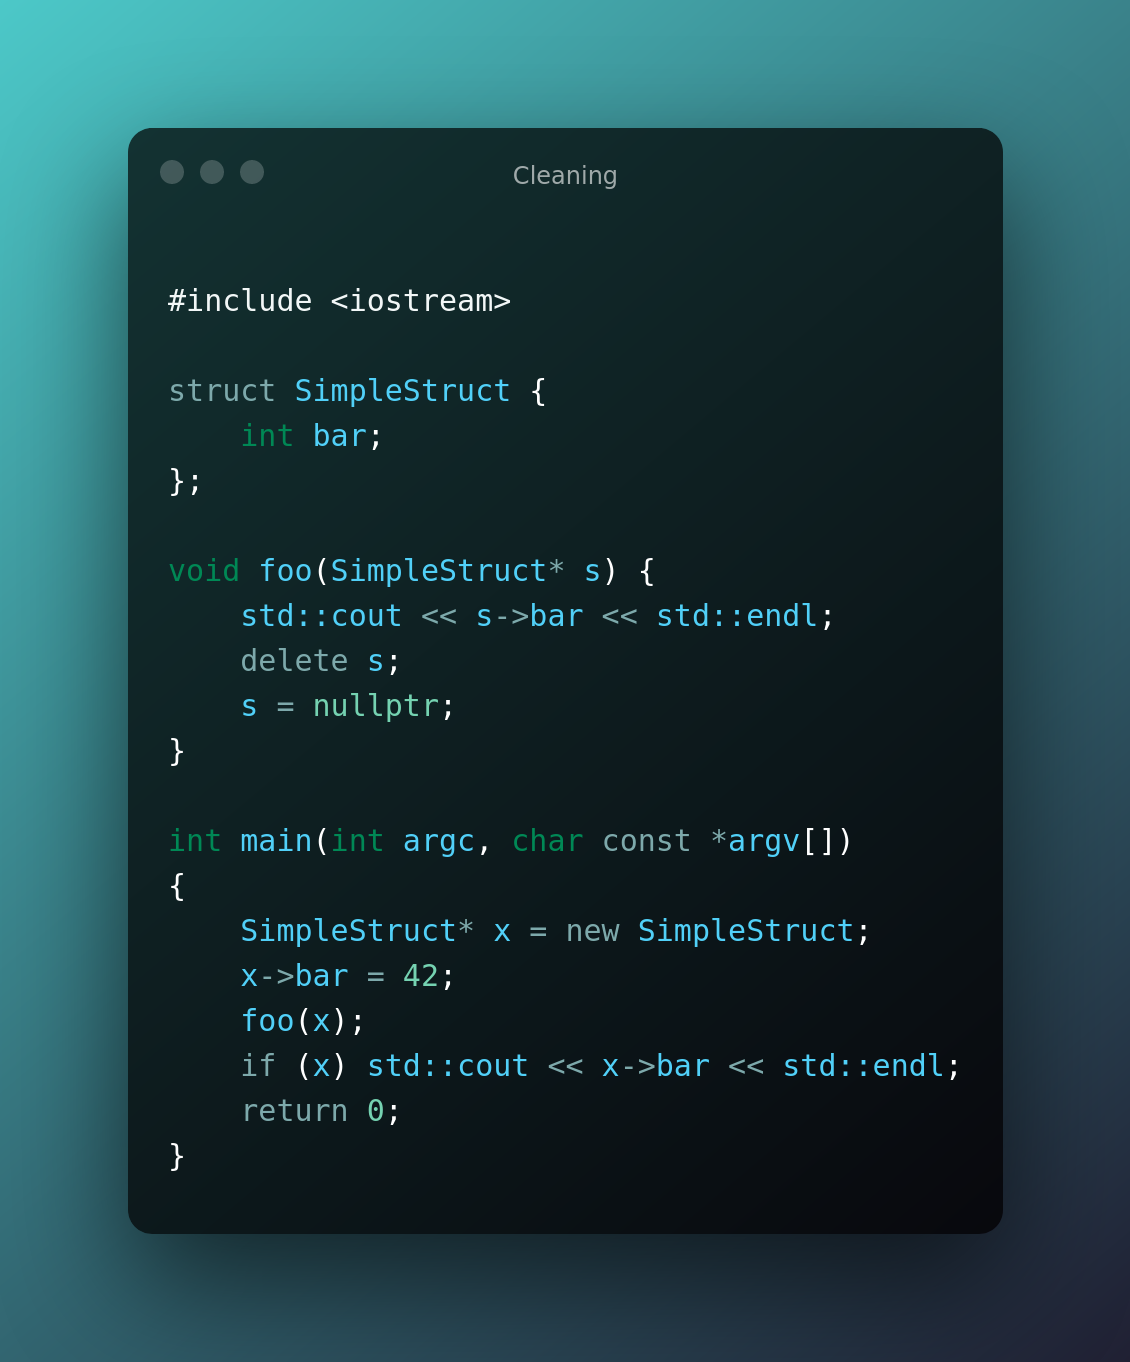 Cleaning
#include <iostream>
struct SimpleStruct {
    int bar;
};
void foo(SimpleStruct* s) {
    std::cout << s->bar << std::endl;
    delete s;
    s = nullptr;
}
int main(int argc, char const *argv[])
{
    SimpleStruct* x = new SimpleStruct;
    x->bar = 42;
    foo(x);
    if (x) std::cout << x->bar << std::endl;
    return 0;
}